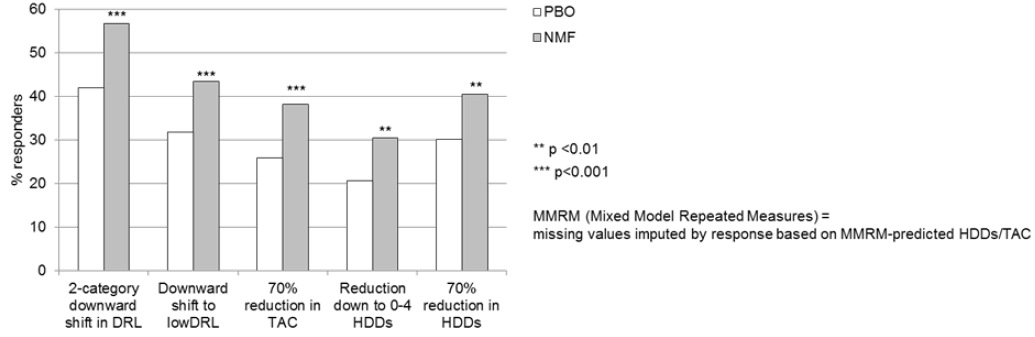 60
50
40
30
20
10
0
% responders
***
***
***
**
**
2-category
downward
shift in DRL
Downward
shift to
lowDRL
70%
reduction in
TAC
Reduction
down to 0-4
HDDs
70%
reduction in
HDDs
PBO
NMF
** p <0.01
*** p<0.001
MMRM (Mixed Model Repeated Measures) =
missing values imputed by response based on MMRM-predicted HDDs/TAC